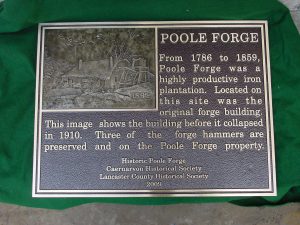 POOLE FORGE
From 1786 to 1859,
Poole Forge was a
highly productive iron
plantation. Located on
this site was the
original forge building.
This image shows the building before it collapsed
in 1910. Three of the forge hammers are
preserved and on the Poole Forge property.
Historic Poole Forge
Caernarvon Historical Society
Lancaster County Historical Society
2009